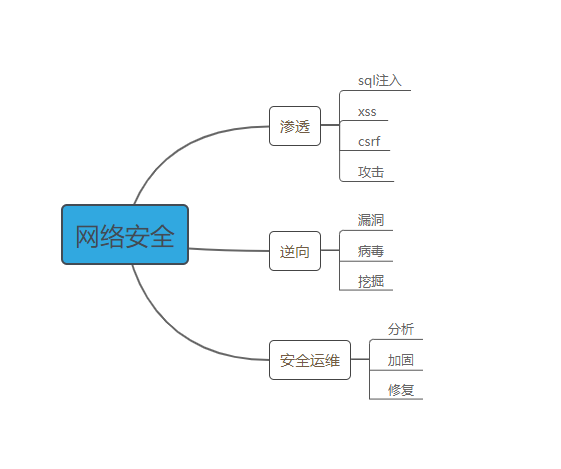 网络安全
渗透
sql注入
xss
csrf
攻击
逆向
漏洞
病毒
挖掘
安全运维
分析
加固
修复